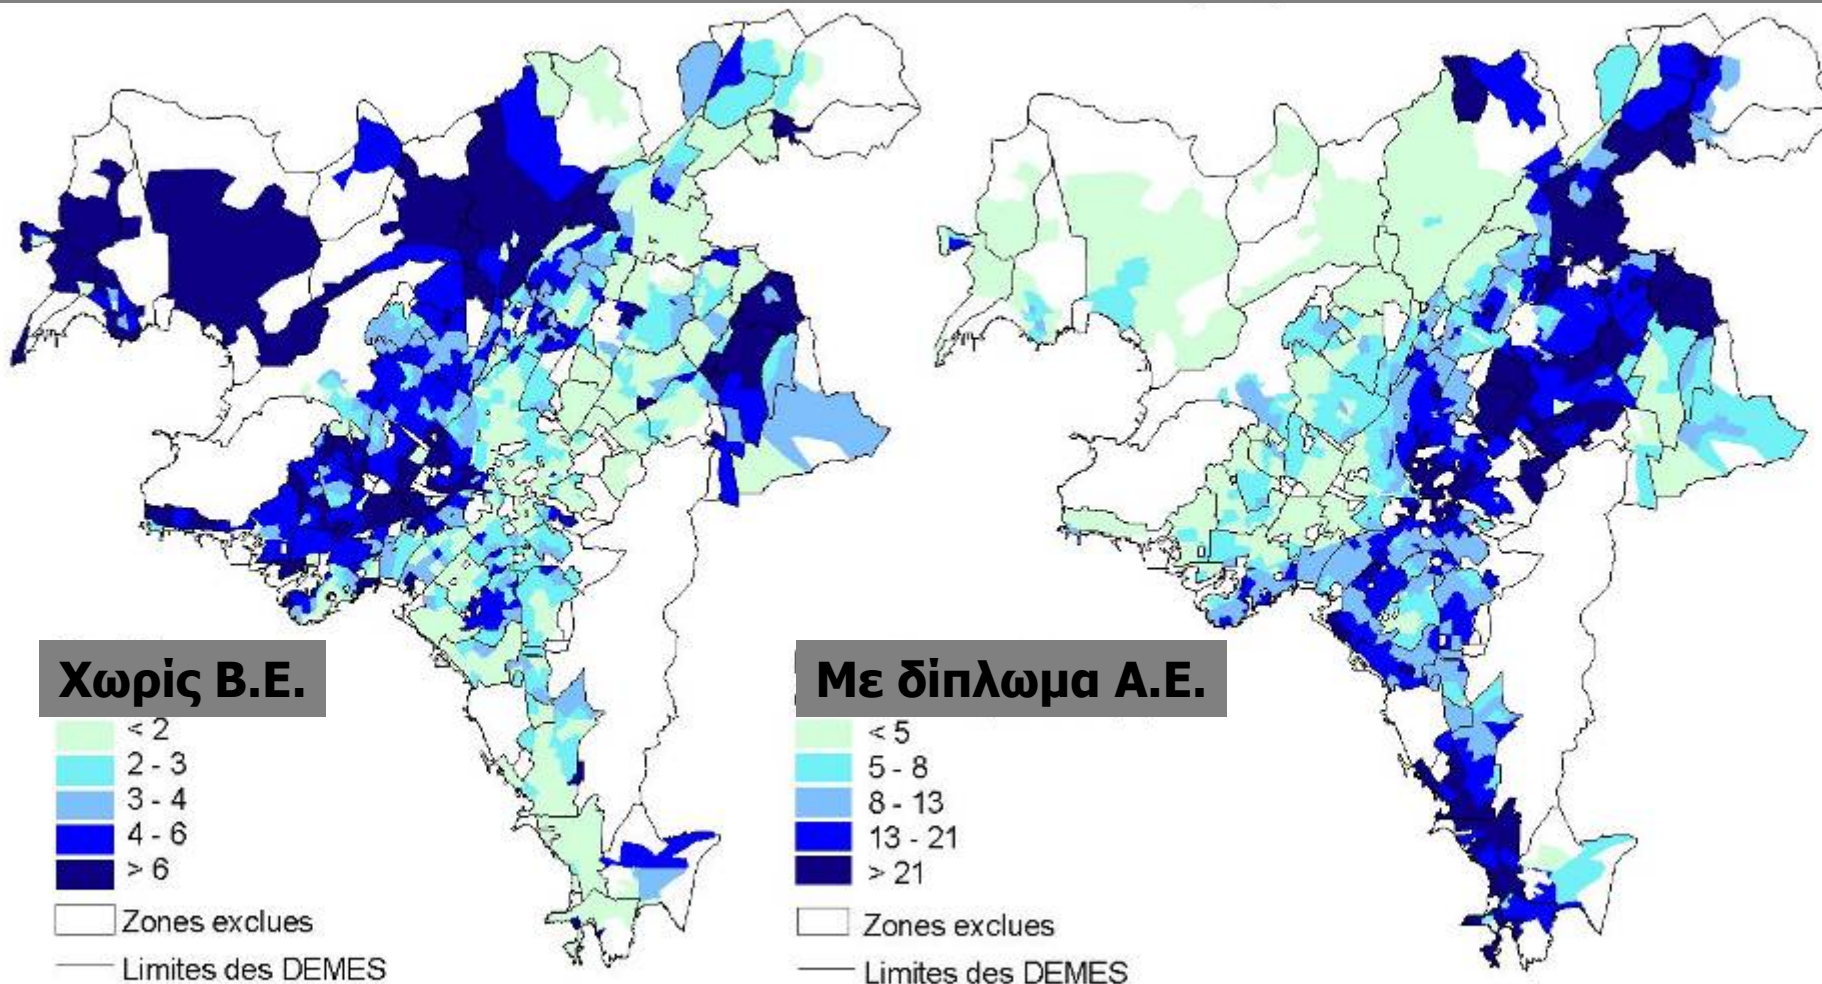 Χωρίς Β.Ε.
< 2
2 - 3
3 - 4
4 - 6
> 6
Zones exclues
Limites des DEMES
Με δίπλωμα Α.Ε.
< 5
5 - 8
8 - 13
13 - 21
> 21
Zones exclues
Limites des DEMES